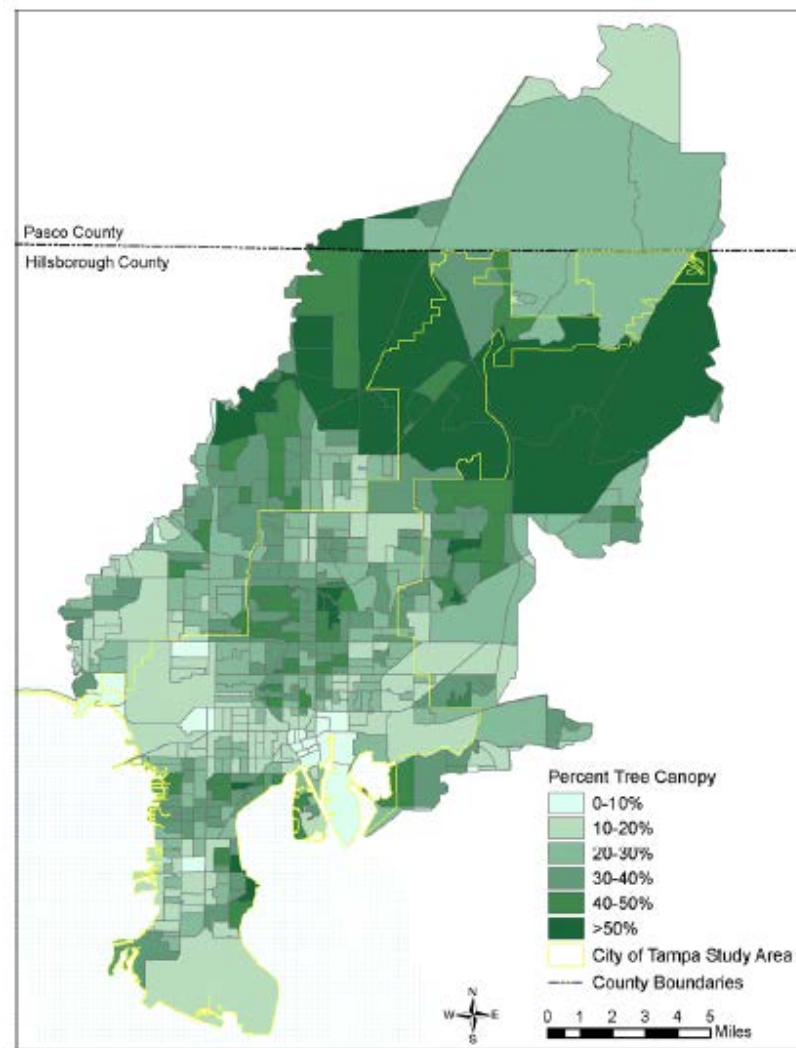 Pasco County
Hillsborough County
Percent Tree Canopy
0-10%
10-20%
20-30%
30-40%
40-50%
>50%
City of Tampa Study Area
County Boundaries
N
W E
S
0 1 2 3 4 5
Miles